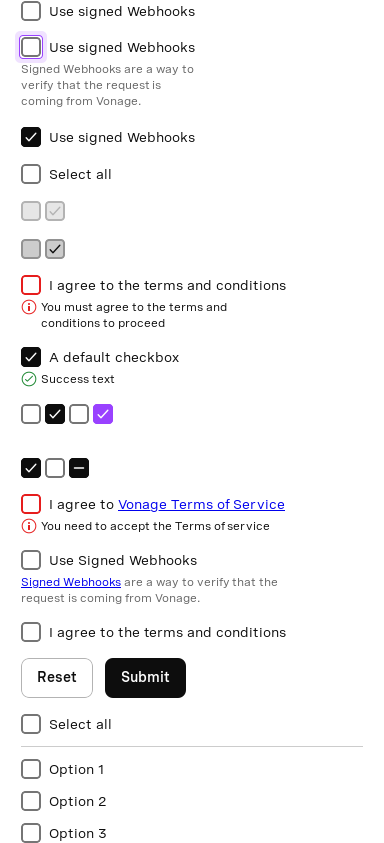 Use signed Webhooks
Use signed Webhooks
Signed Webhooks are a way to
verify that the request is
coming from Vonage.
Use signed Webhooks
Select all
I agree to the terms and conditions
You must agree to the terms and
conditions to proceed
A default checkbox
Success text
I agree to Vonage Terms of Service
You need to accept the Terms of service
Use Signed Webhooks
Signed Webhooks are a way to verify that the
request is coming from Vonage.
I agree to the terms and conditions
Reset Submit
Select all
Option 1
Option 2
Option 3